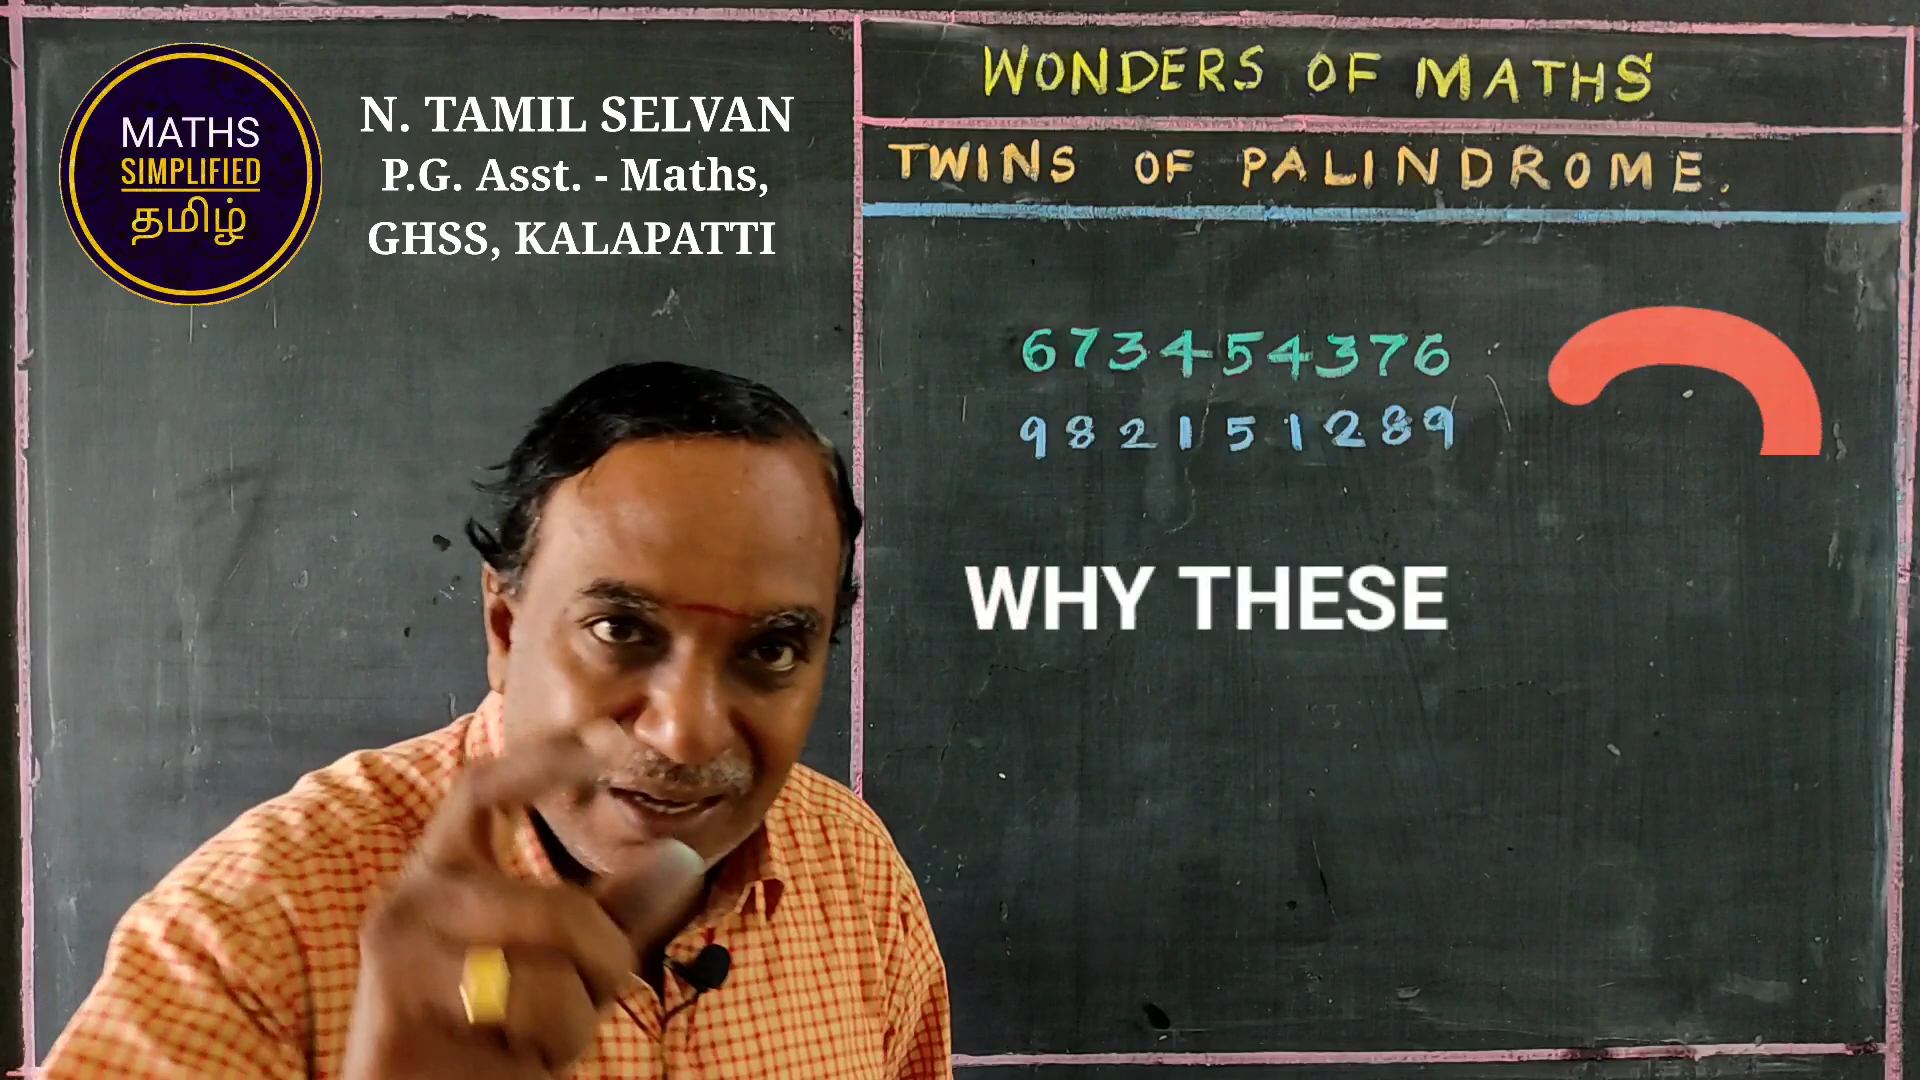 MATHS
SIMPLIFIED
தமிழ்
N. TAMIL SELVAN
P.G. Asst. - Maths,
GHSS, KALAPATTI
WONDERS OF MATHS
TWINS OF PALINDROME.
673454376
982151289
WHY THESE